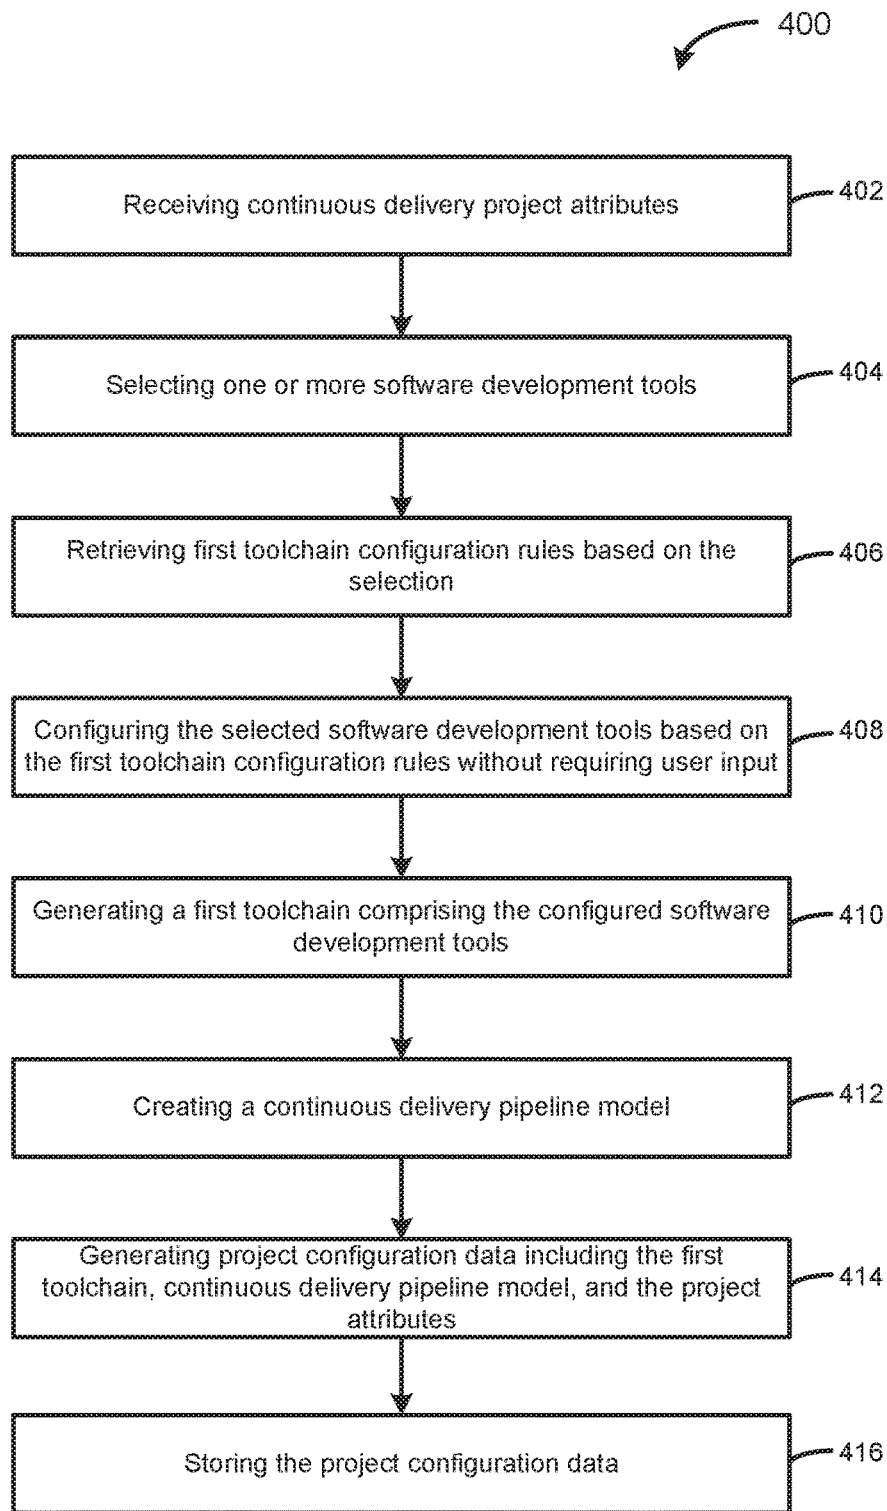 400
Receiving continuous delivery project attributes
402
Selecting one or more software development tools
404
Retrieving first toolchain configuration rules based on the
selection
406
Configuring the selected software development tools based on
the first toolchain configuration rules without requiring user input
408
Generating a first toolchain comprising the configured software
development tools
410
Creating a continuous delivery pipeline model
412
Generating project configuration data including the first
toolchain, continuous delivery pipeline model, and the project
attributes
414
Storing the project configuration data
416